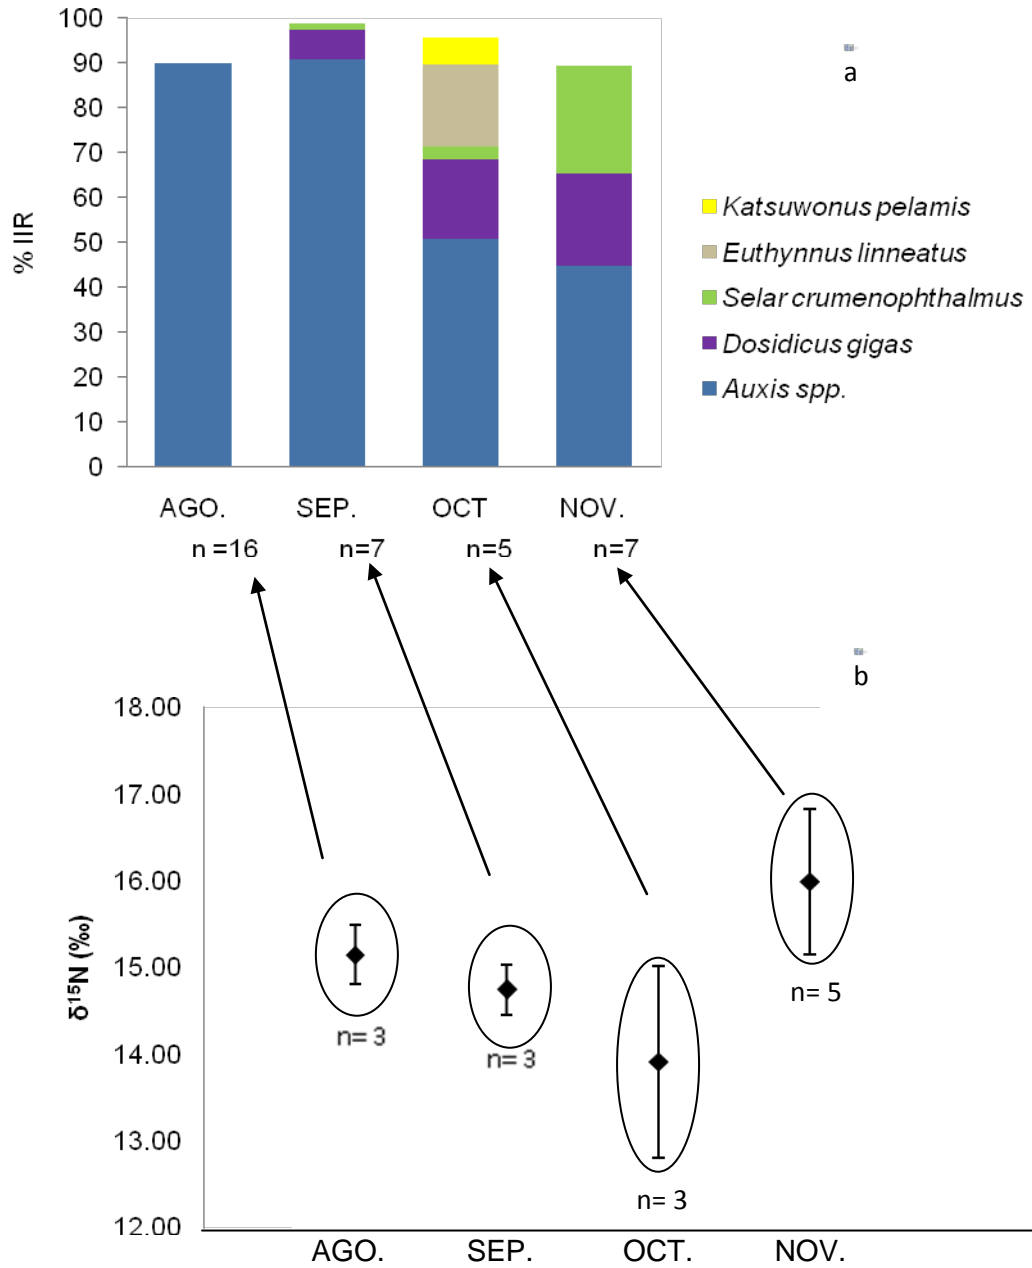 100
90
80
70
60
50
40
30
20
10
0
% IIR
a
Katsuwonus pelamis
Euthynnus linneatus
Selar crumenophthalmus
Dosidicus gigas
Auxis spp.
AGO. SEP. OCT NOV.
n =16 n=7 n=5 n=7
b
18.00
17.00
16.00
15.00
14.00
13.00
12.00
δ¹⁵N (‰)
n= 3
n= 3
n= 3
n= 5
AGO. SEP. OCT. NOV.